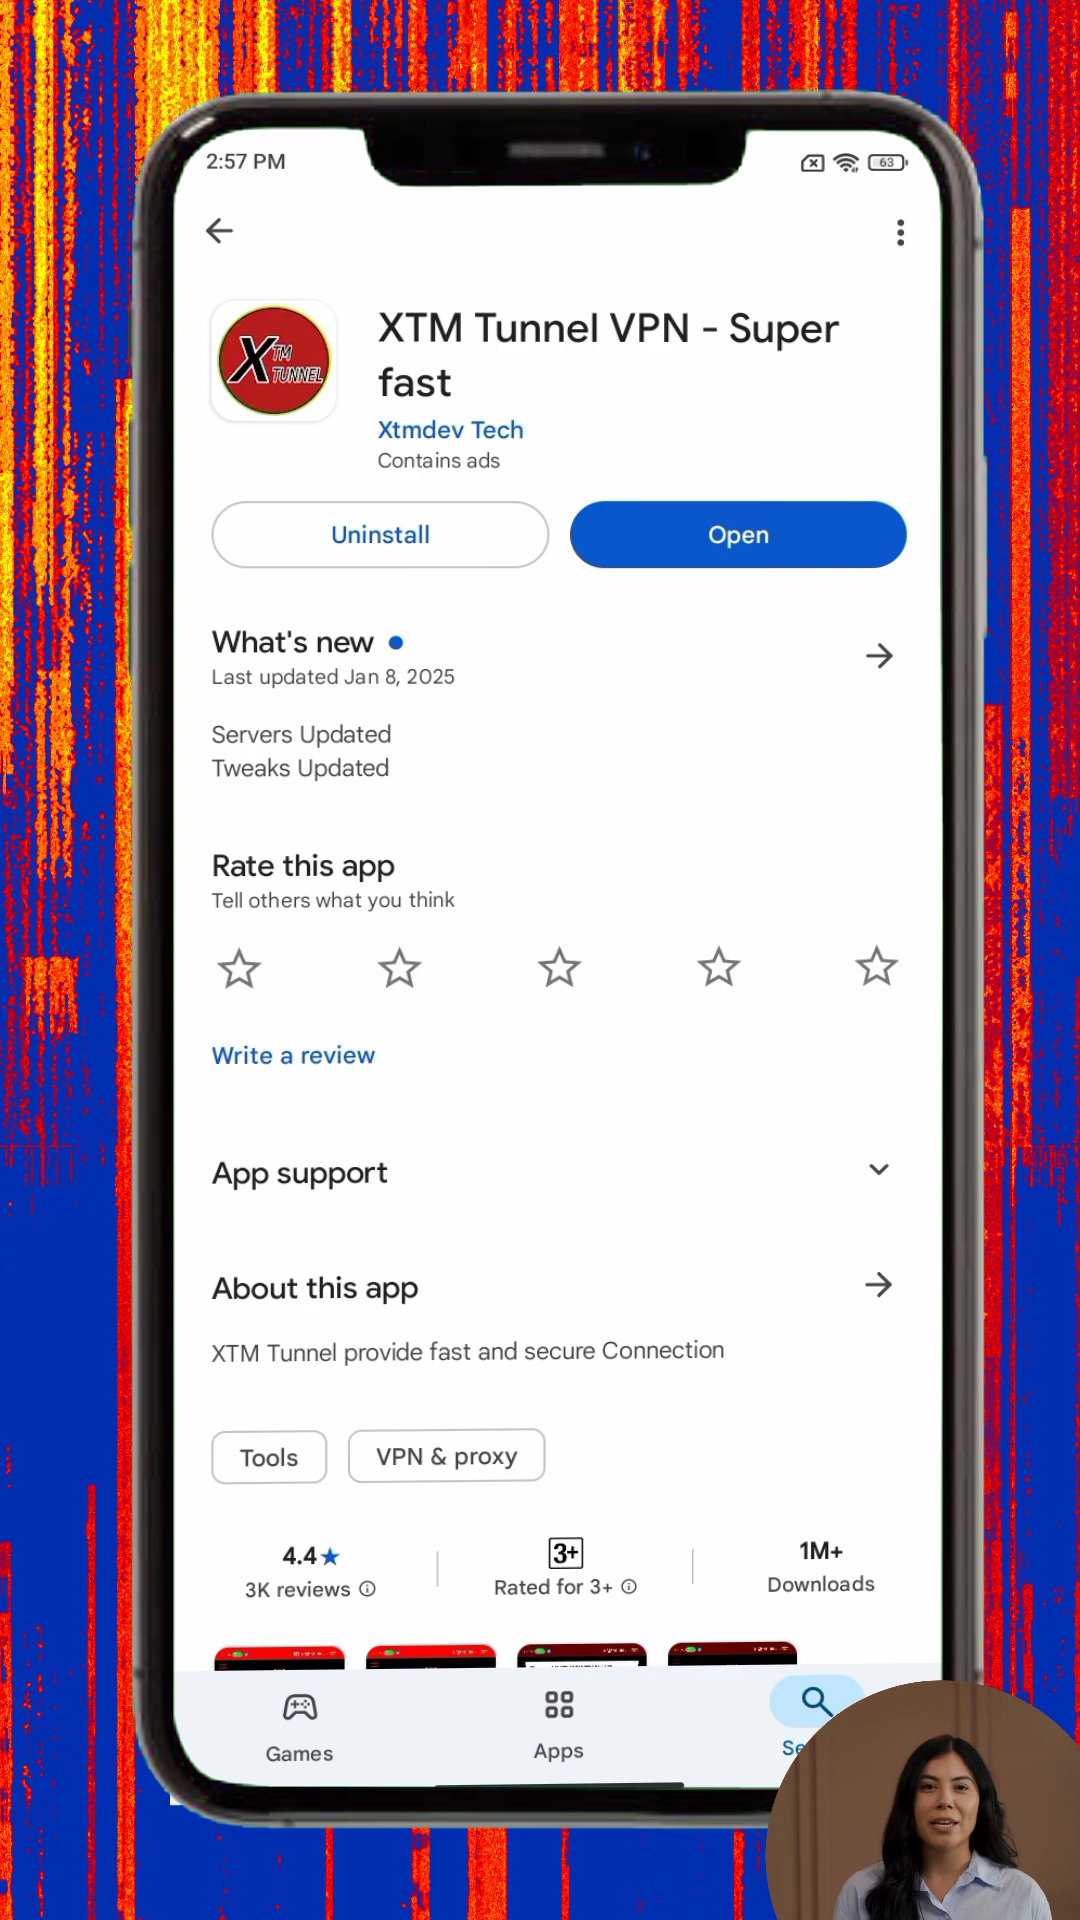 2:57 PM
63
X TM
TUNNEL
XTM Tunnel VPN - Super
fast
Xtmdev Tech
Contains ads
Uninstall
Open
What's new
Last updated Jan 8, 2025
Servers Updated
Tweaks Updated
Rate this app
Tell others what you think
Write a review
App support
About this app
XTM Tunnel provide fast and secure Connection
Tools
VPN & proxy
4.4★
3K reviews
3+
Rated for 3+
1M+
Downloads
Games
Apps